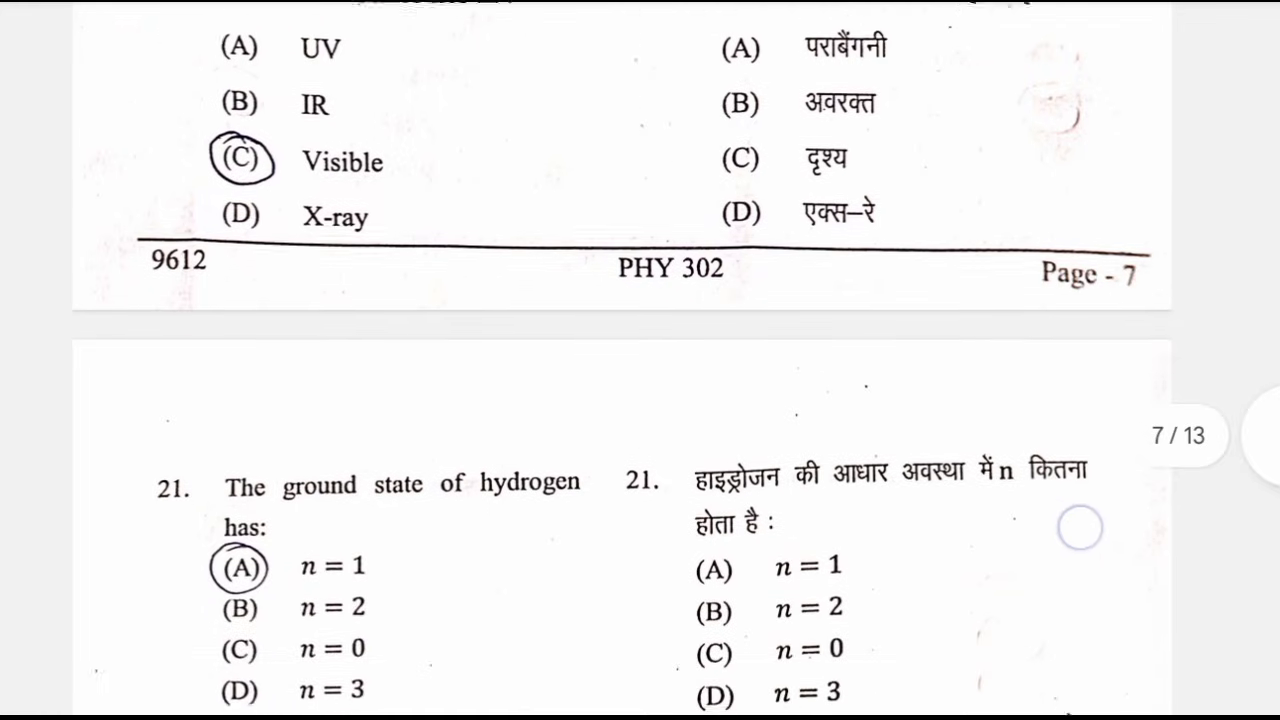 (A) UV (A) पराबैंगनी
(B) IR (B) अवरक्त
(C) Visible (C) दृश्य
(D) X-ray (D) एक्स-रे
9612 PHY 302 Page - 7
7 / 13
21. The ground state of hydrogen
has:
(A) n = 1
(B) n = 2
(C) n = 0
(D) n = 3
21. हाइड्रोजन की आधार अवस्था में n कितना
होता है :
(A) n = 1
(B) n = 2
(C) n = 0
(D) n = 3